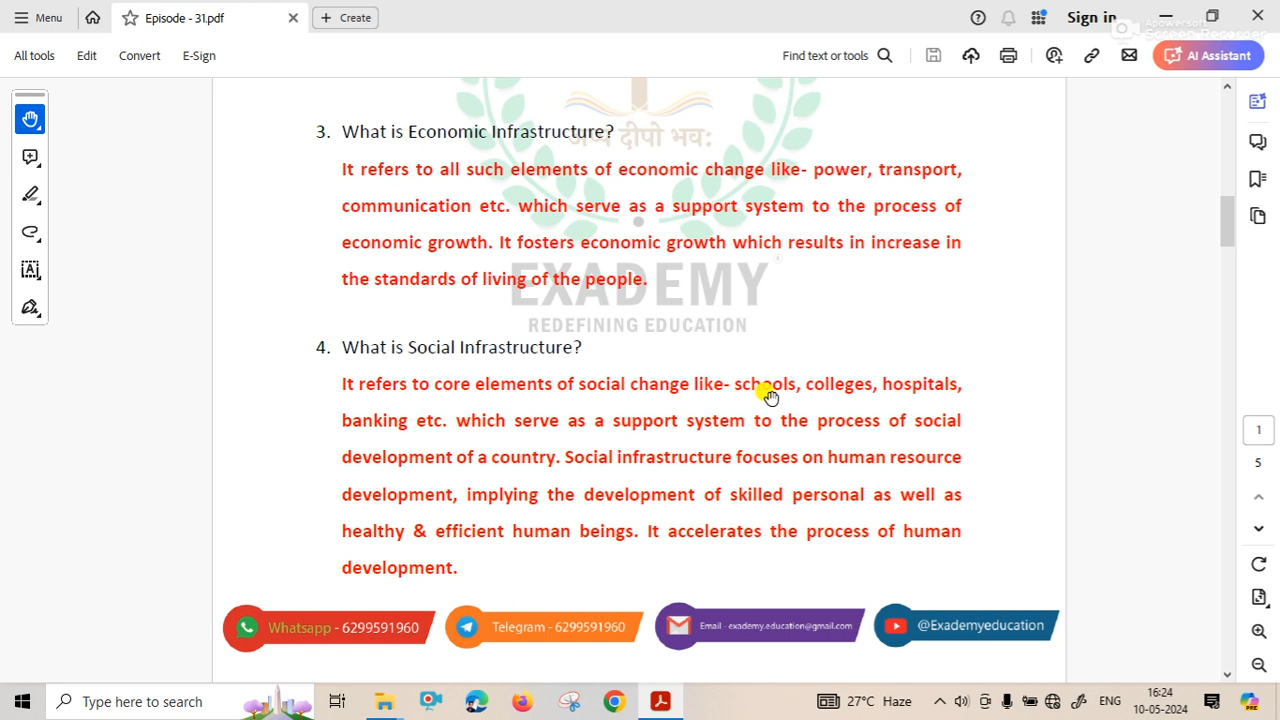 Menu
Episode - 31.pdf
Create
Sign in
Apowersoft
Screen Recorder
All tools Edit Convert E-Sign
Find text or tools
AI Assistant
अप्प दीपो भव:
3. What is Economic Infrastructure?
It refers to all such elements of economic change like- power, transport,
communication etc. which serve as a support system to the process of
economic growth. It fosters economic growth which results in increase in
the standards of living of the people.
EXADEMY
REDEFINING EDUCATION
4. What is Social Infrastructure?
It refers to core elements of social change like- schools, colleges, hospitals,
banking etc. which serve as a support system to the process of social
development of a country. Social infrastructure focuses on human resource
development, implying the development of skilled personal as well as
healthy & efficient human beings. It accelerates the process of human
development.
1
5
Whatsapp - 6299591960
Telegram - 6299591960
Email - exademy.education@gmail.com
@Exademyeducation
Type here to search
27°C Haze
ENG
16:24
10-05-2024
PRE